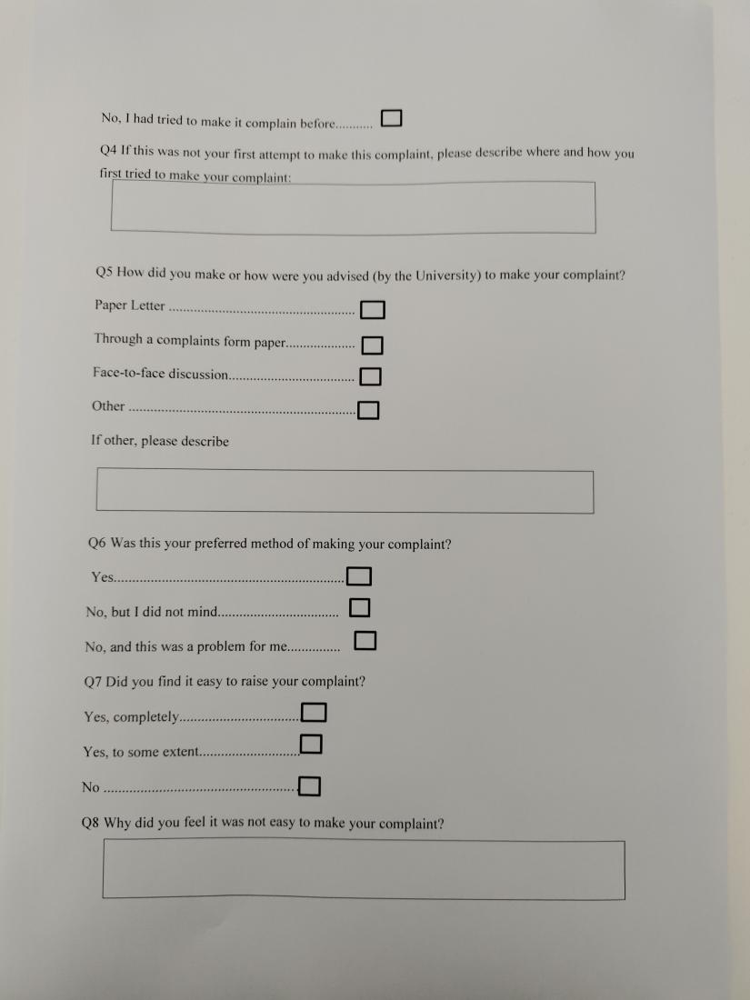 No, I had tried to make it complain before...........
Q4 If this was not your first attempt to make this complaint, please describe where and how you
first tried to make your complaint:
Q5 How did you make or how were you advised (by the University) to make your complaint?
Paper Letter ...................................................
Through a complaints form paper...................
Face-to-face discussion..................................
Other ..............................................................
If other, please describe
Q6 Was this your preferred method of making your complaint?
Yes...............................................................
No, but I did not mind.................................
No, and this was a problem for me...............
Q7 Did you find it easy to raise your complaint?
Yes, completely.................................
Yes, to some extent............................
No ....................................................
Q8 Why did you feel it was not easy to make your complaint?